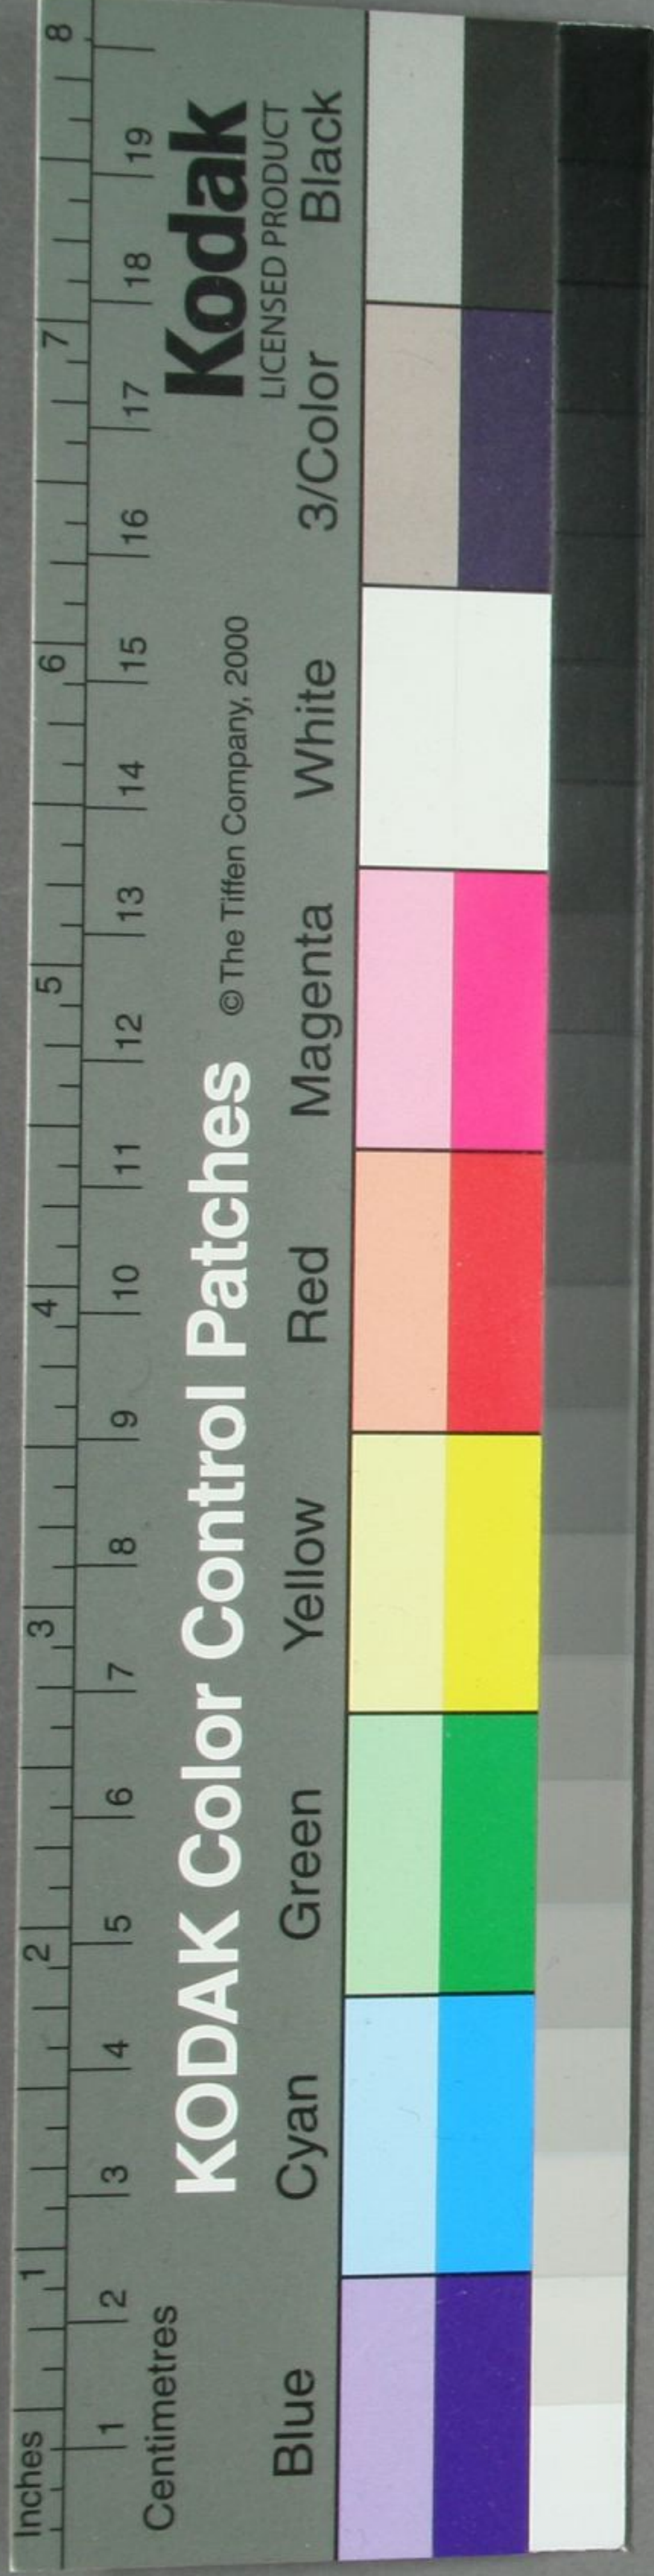 Inches 1 2 3 4 5 6 7 8
1 2 3 4 5 6 7 8 9 10 11 12 13 14 15 16 17 18 19
Centimetres
KODAK Color Control Patches © The Tiffen Company, 2000 Kodak
LICENSED PRODUCT
Blue Cyan Green Yellow Red Magenta White 3/Color Black